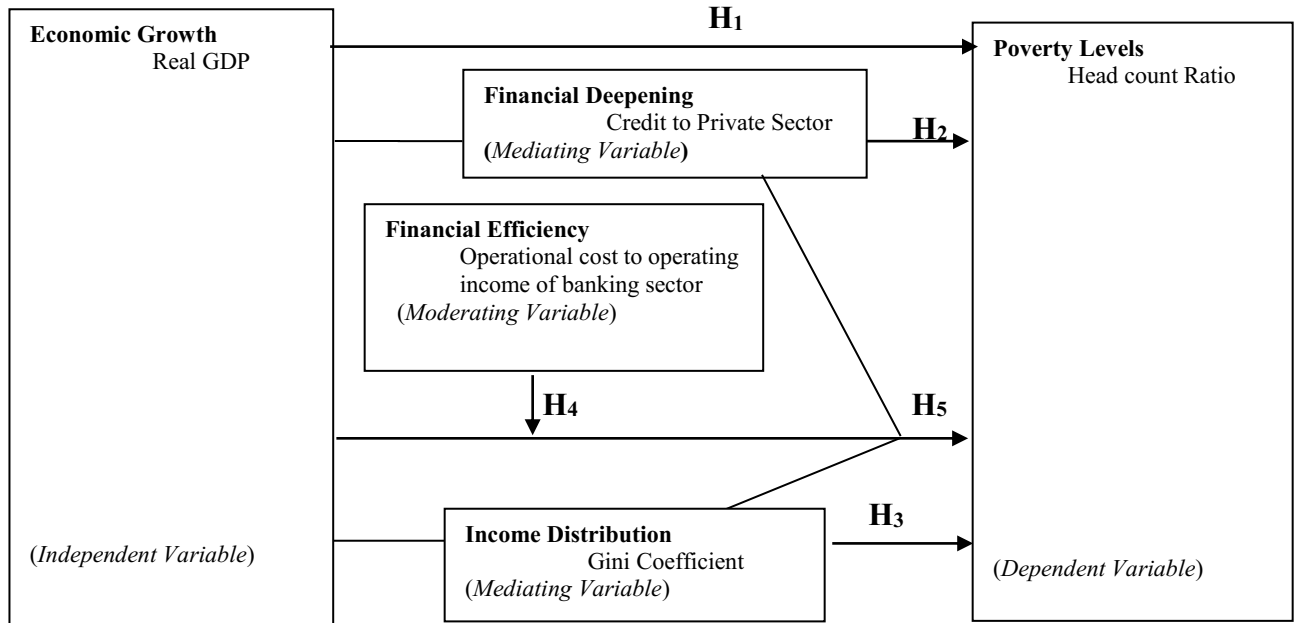 Economic Growth
Real GDP
(Independent Variable)
H1
Financial Deepening
Credit to Private Sector
(Mediating Variable)
H2
Financial Efficiency
Operational cost to operating
income of banking sector
(Moderating Variable)
H4
H5
Income Distribution
Gini Coefficient
(Mediating Variable)
H3
Poverty Levels
Head count Ratio
(Dependent Variable)